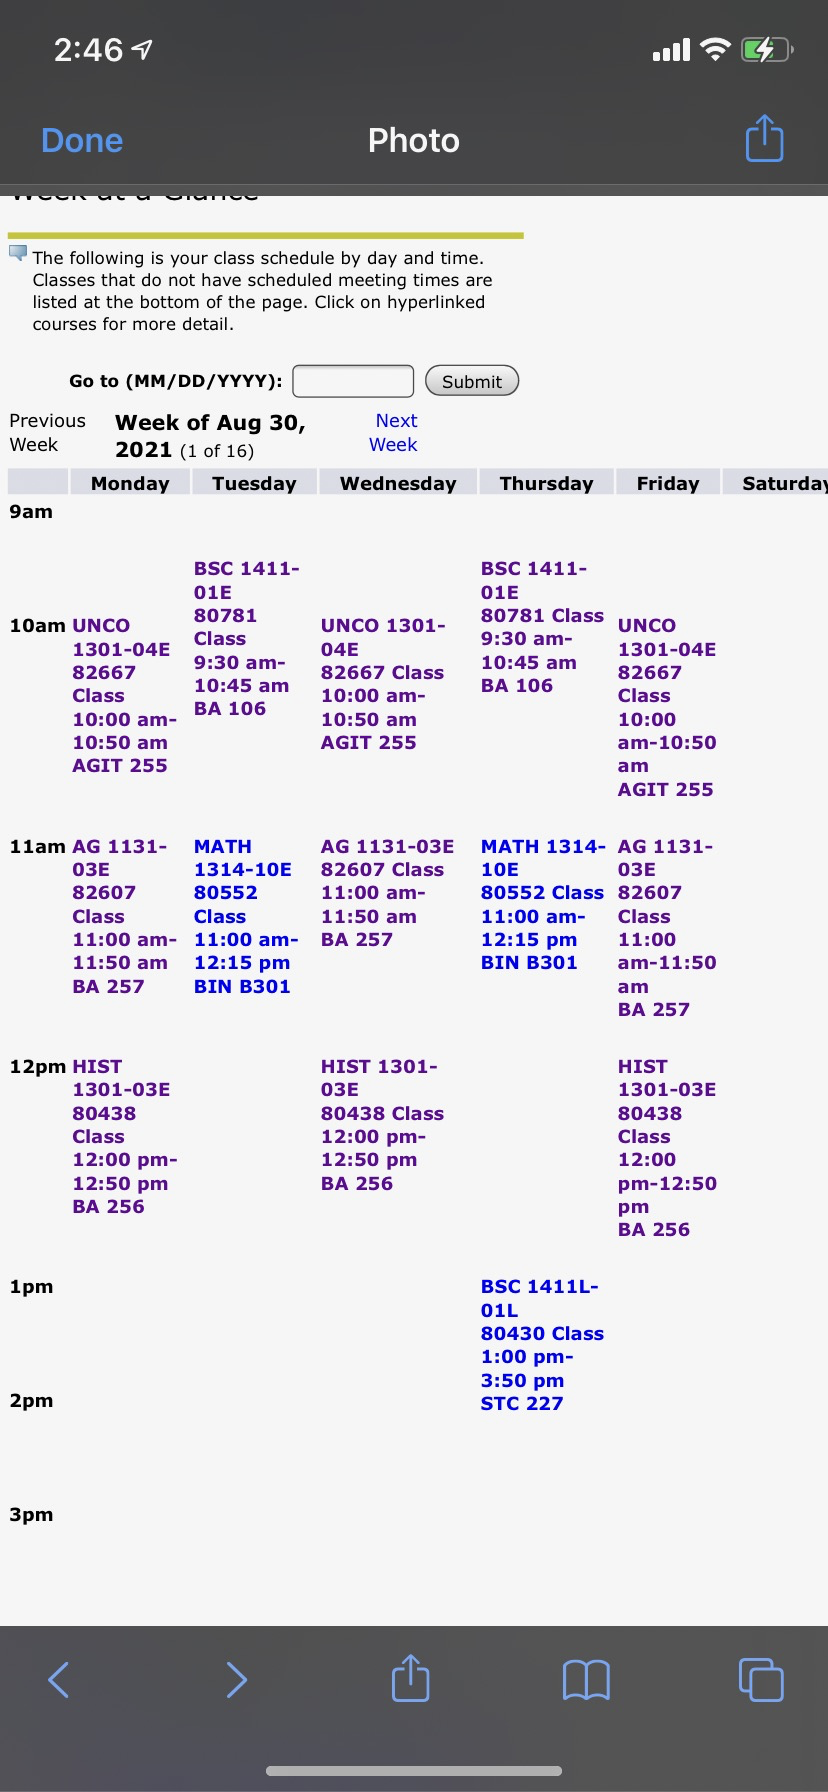 2:46
Done
Photo
Week at a Glance
The following is your class schedule by day and time.
Classes that do not have scheduled meeting times are
listed at the bottom of the page. Click on hyperlinked
courses for more detail.
Go to (MM/DD/YYYY):
Submit
Previous
Week
Week of Aug 30,
2021 (1 of 16)
Next
Week
Monday Tuesday Wednesday Thursday Friday Saturday
9am
10am
UNCO
1301-04E
82667
Class
10:00 am-
10:50 am
AGIT 255
BSC 1411-
01E
80781
Class
9:30 am-
10:45 am
BA 106
UNCO 1301-
04E
82667 Class
10:00 am-
10:50 am
AGIT 255
BSC 1411-
01E
80781 Class
9:30 am-
10:45 am
BA 106
UNCO
1301-04E
82667
Class
10:00
am-10:50
am
AGIT 255
11am
AG 1131-
03E
82607
Class
11:00 am-
11:50 am
BA 257
MATH
1314-10E
80552
Class
11:00 am-
12:15 pm
BIN B301
AG 1131-03E
82607 Class
11:00 am-
11:50 am
BA 257
MATH 1314-
10E
80552 Class
11:00 am-
12:15 pm
BIN B301
AG 1131-
03E
82607
Class
11:00
am-11:50
am
BA 257
12pm
HIST
1301-03E
80438
Class
12:00 pm-
12:50 pm
BA 256
HIST 1301-
03E
80438 Class
12:00 pm-
12:50 pm
BA 256
HIST
1301-03E
80438
Class
12:00
pm-12:50
pm
BA 256
1pm
BSC 1411L-
01L
80430 Class
1:00 pm-
3:50 pm
STC 227
2pm
3pm